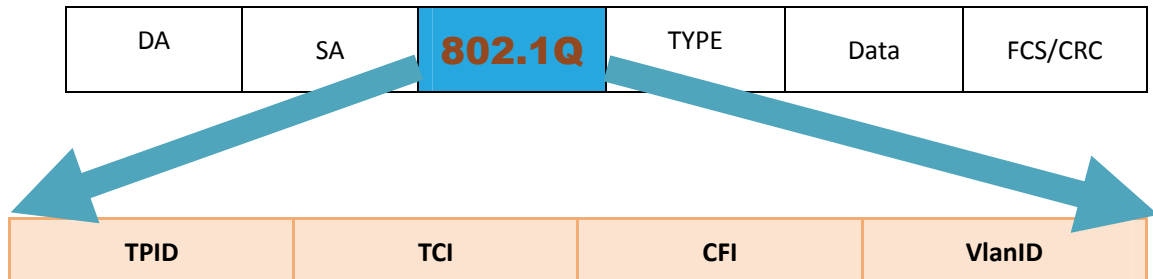 DA SA 802.1Q TYPE Data FCS/CRC
TPID TCI CFI VlanID